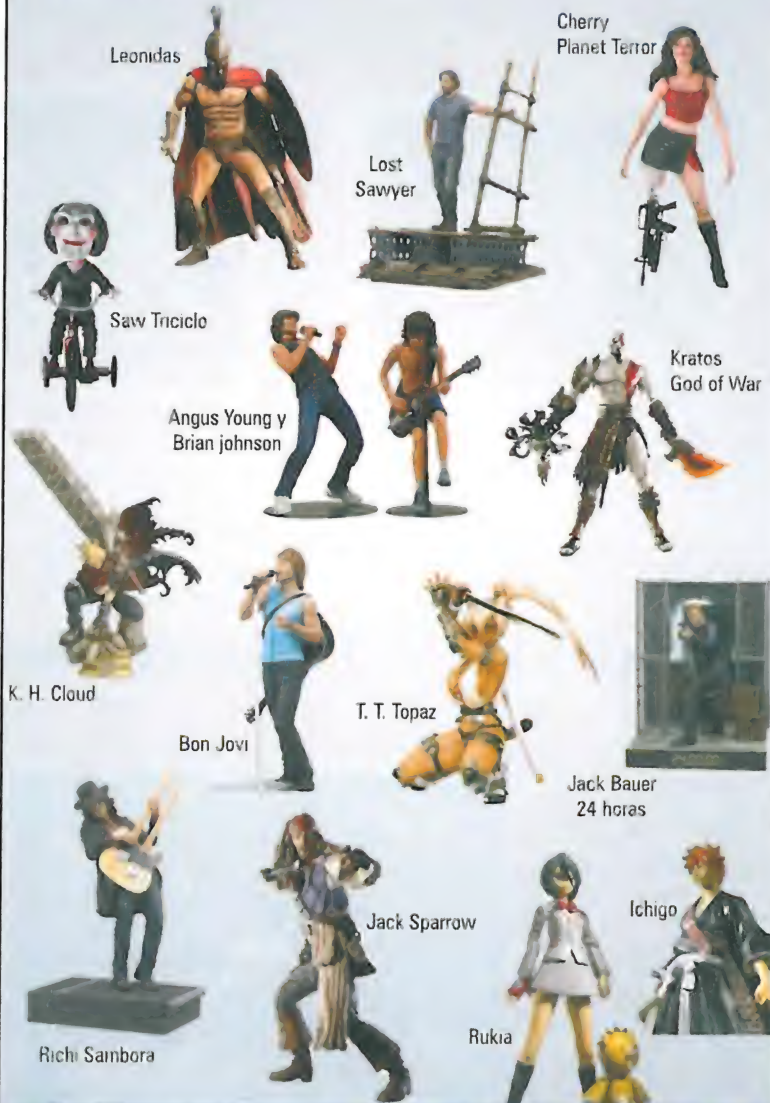 Leonidas
Cherry
Planet Terror
Lost
Sawyer
Saw Triciclo
Angus Young y
Brian johnson
Kratos
God of War
K. H. Cloud
Bon Jovi
T. T. Topaz
Jack Bauer
24 horas
Richi Sambora
Jack Sparrow
Rukia
Ichigo